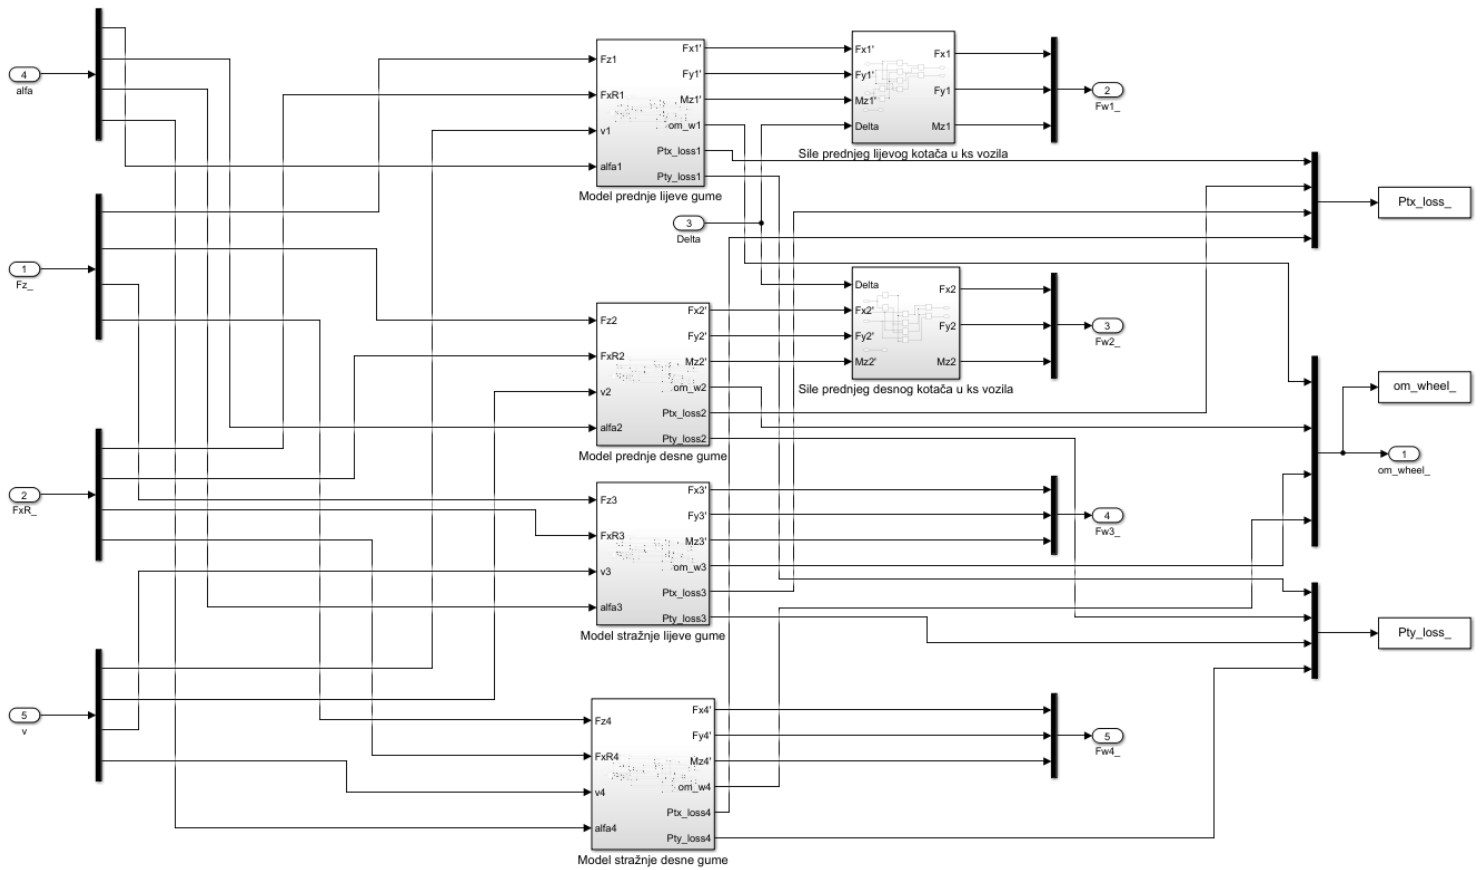 4
alfa
1
Fz_
2
FxR_
5
v
Fz1
FxR1
v1
alfa1
Fx1'
Fy1'
Mz1'
om_w1
Ptx_loss1
Pty_loss1
Model prednje lijeve gume
3
Delta
Fx1'
Fy1'
Mz1'
Delta
Fx1
Fy1
Mz1
Sile prednjeg lijevog kotača u ks vozila
2
Fw1_
Ptx_loss_
Fz2
FxR2
v2
alfa2
Fx2'
Fy2'
Mz2'
om_w2
Ptx_loss2
Pty_loss2
Model prednje desne gume
Delta
Fx2'
Fy2'
Mz2'
Fx2
Fy2
Mz2
Sile prednjeg desnog kotača u ks vozila
3
Fw2_
om_wheel_
1
om_wheel_
Fz3
FxR3
v3
alfa3
Fx3'
Fy3'
Mz3'
om_w3
Ptx_loss3
Pty_loss3
Model stražnje lijeve gume
4
Fw3_
Pty_loss_
Fz4
FxR4
v4
alfa4
Fx4'
Fy4'
Mz4'
om_w4
Ptx_loss4
Pty_loss4
Model stražnje desne gume
5
Fw4_